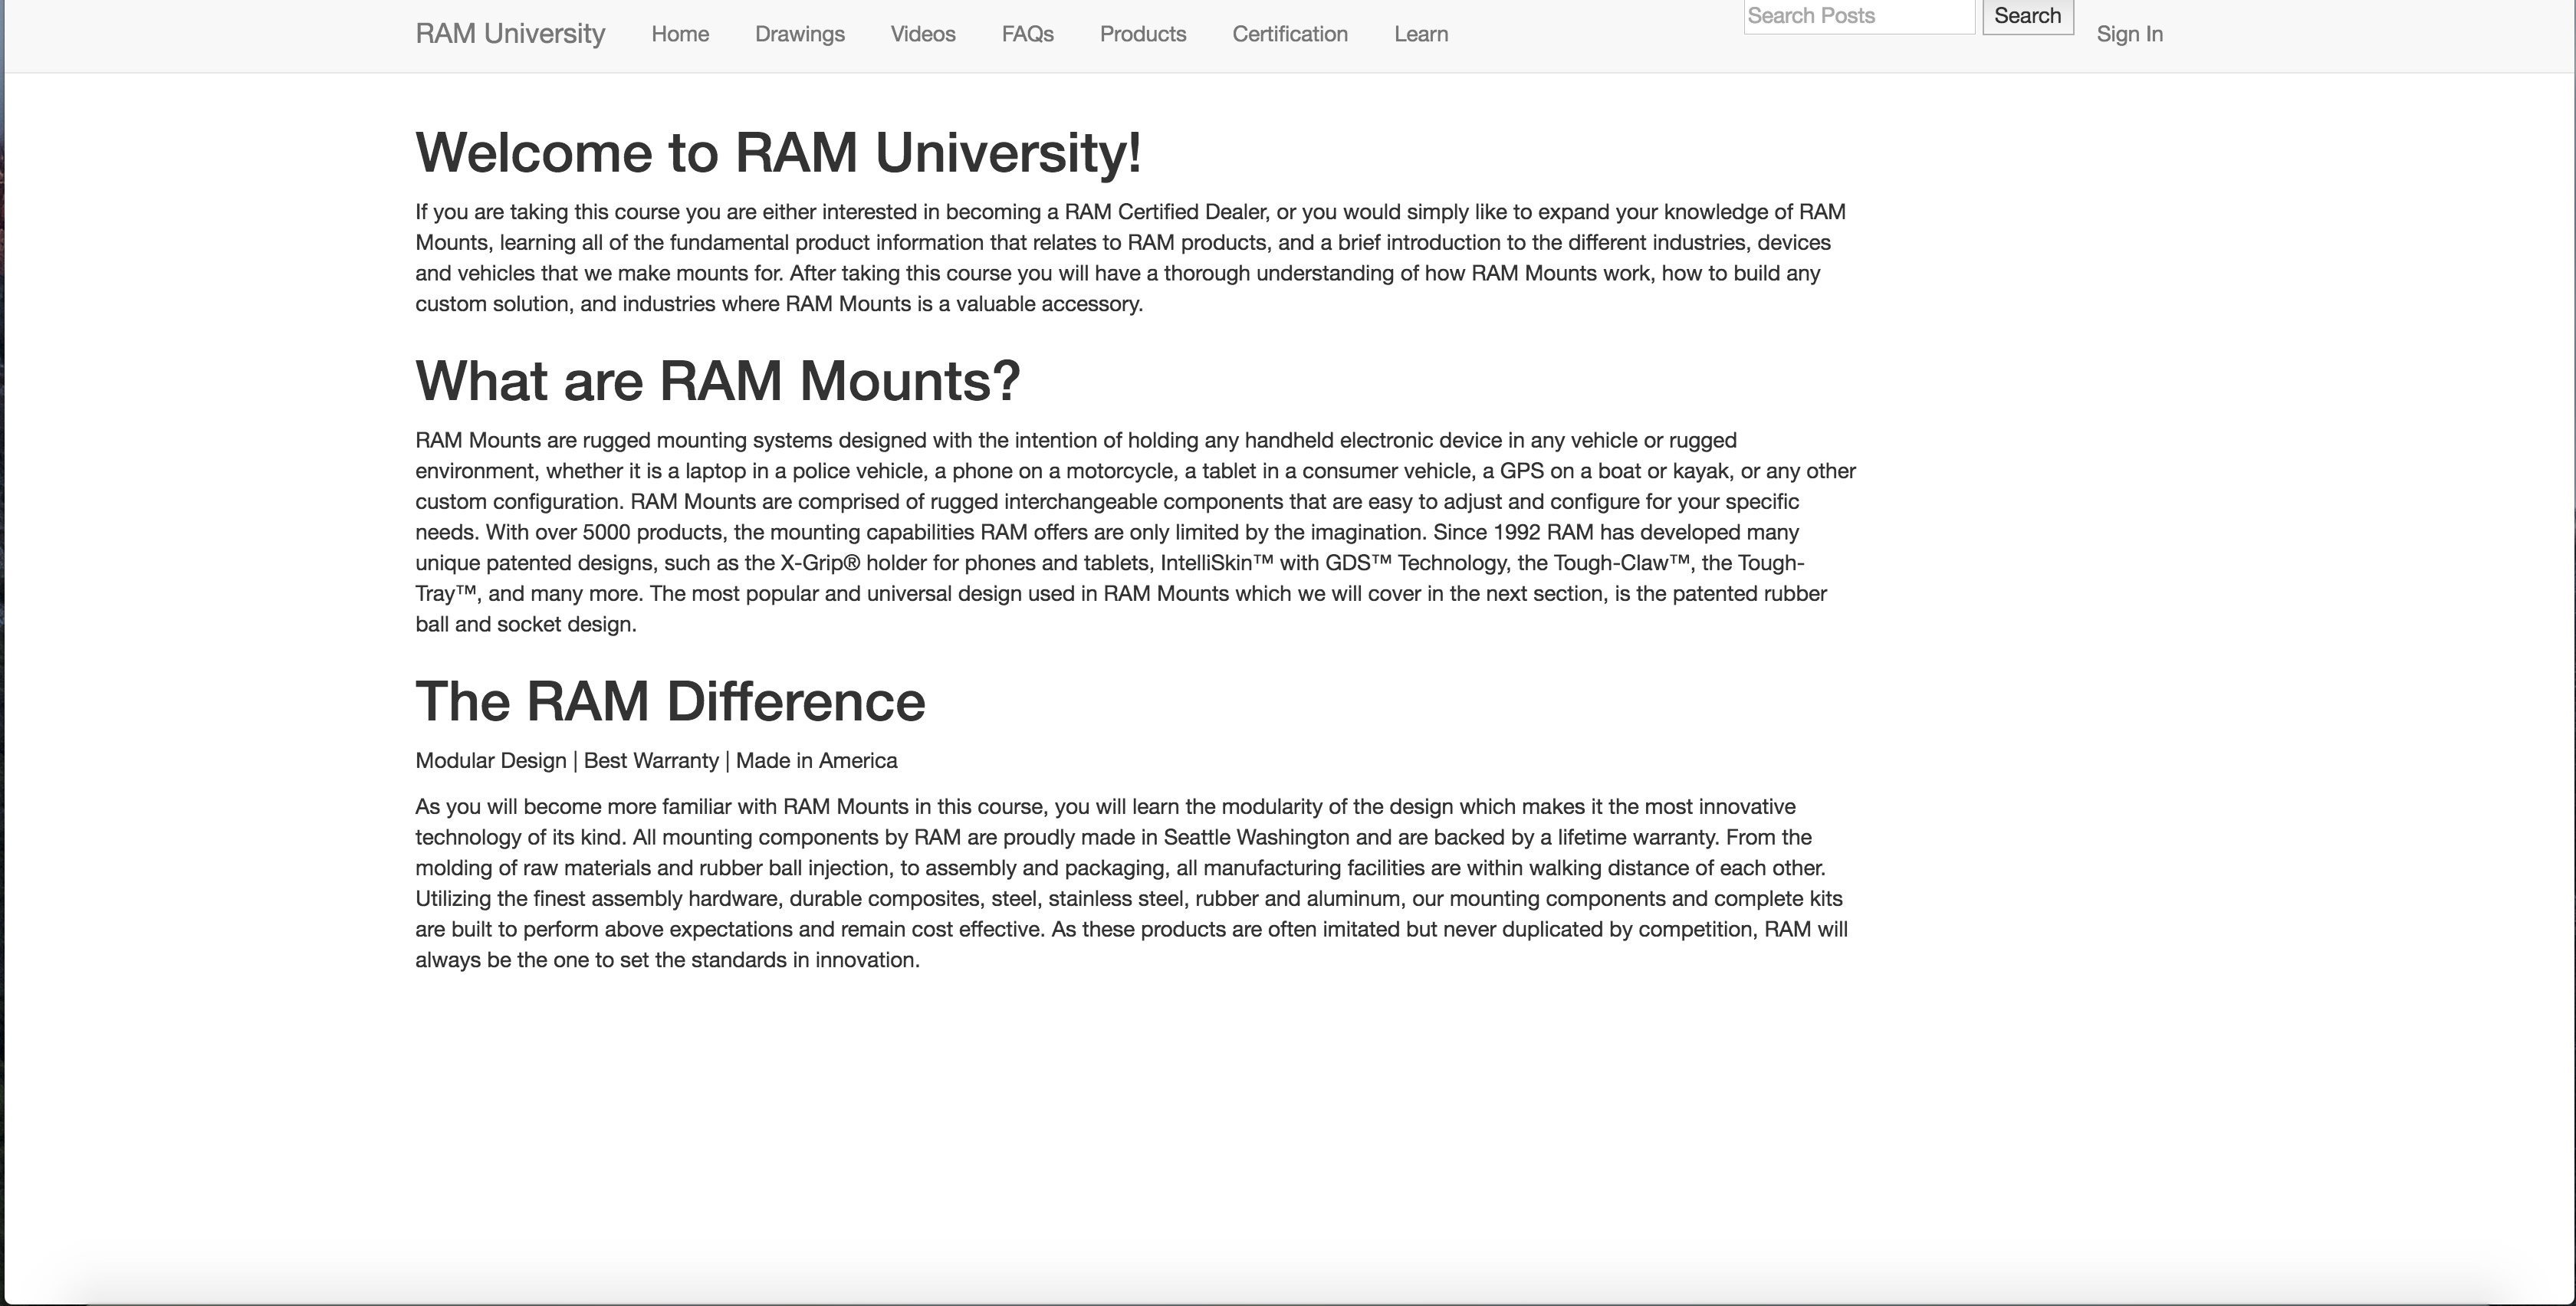 RAM University Home Drawings Videos FAQs Products Certification Learn Search Posts Search Sign In
Welcome to RAM University!
If you are taking this course you are either interested in becoming a RAM Certified Dealer, or you would simply like to expand your knowledge of RAM
Mounts, learning all of the fundamental product information that relates to RAM products, and a brief introduction to the different industries, devices
and vehicles that we make mounts for. After taking this course you will have a thorough understanding of how RAM Mounts work, how to build any
custom solution, and industries where RAM Mounts is a valuable accessory.
What are RAM Mounts?
RAM Mounts are rugged mounting systems designed with the intention of holding any handheld electronic device in any vehicle or rugged
environment, whether it is a laptop in a police vehicle, a phone on a motorcycle, a tablet in a consumer vehicle, a GPS on a boat or kayak, or any other
custom configuration. RAM Mounts are comprised of rugged interchangeable components that are easy to adjust and configure for your specific
needs. With over 5000 products, the mounting capabilities RAM offers are only limited by the imagination. Since 1992 RAM has developed many
unique patented designs, such as the X-Grip® holder for phones and tablets, IntelliSkin™ with GDS™ Technology, the Tough-Claw™, the Tough-
Tray™, and many more. The most popular and universal design used in RAM Mounts which we will cover in the next section, is the patented rubber
ball and socket design.
The RAM Difference
Modular Design | Best Warranty | Made in America
As you will become more familiar with RAM Mounts in this course, you will learn the modularity of the design which makes it the most innovative
technology of its kind. All mounting components by RAM are proudly made in Seattle Washington and are backed by a lifetime warranty. From the
molding of raw materials and rubber ball injection, to assembly and packaging, all manufacturing facilities are within walking distance of each other.
Utilizing the finest assembly hardware, durable composites, steel, stainless steel, rubber and aluminum, our mounting components and complete kits
are built to perform above expectations and remain cost effective. As these products are often imitated but never duplicated by competition, RAM will
always be the one to set the standards in innovation.